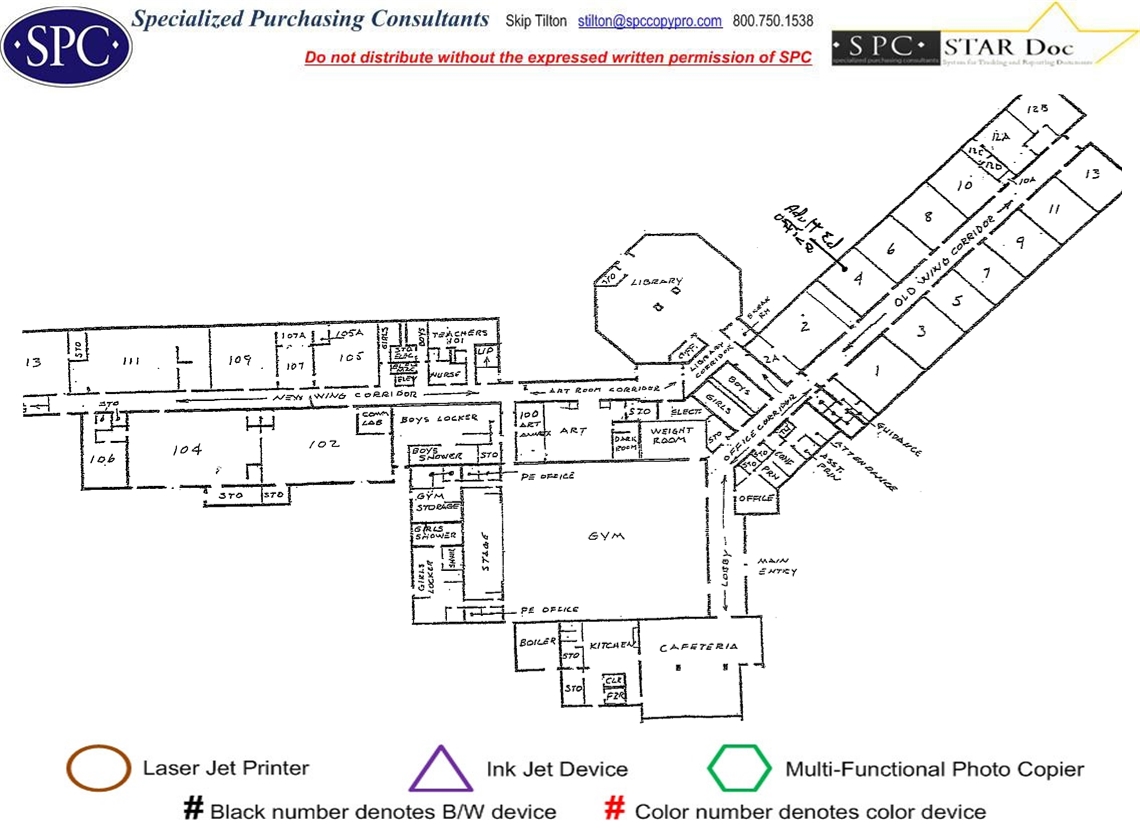 Specialized Purchasing Consultants Skip Tilton stilton@spccopypro.com 800.750.1538
·SPC·
Do not distribute without the expressed written permission of SPC
·SPC· STAR Doc
specialized purchasing consultants System for Tracking and Reporting Documents
12B
12A
12C
12D
10A
13
10
11
8
9
6
7
4
5
2
3
1
2A
OLD WING CORRIDOR
Adult Ed
Office
LIBRARY
STO
BREAK
RM
OFF.
LIBRARY
CORRIDOR
BOYS
GIRLS
STO
OFFICE CORRIDOR
GUIDANCE
ATTENDANCE
ASST.
PRN
CONF
PRN
STO
OFFICE
13
STO
111
109
107A
107
105A
105
GIRLS
STO
ELEC
ELEV
BOYS
TEACHERS
101
NURSE
UP
NEW WING CORRIDOR
ART ROOM CORRIDOR
STO
106
104
102
COMM
LAB
STO
STO
BOYS LOCKER
BOYS
SHOWER
STO
100
ART
ANNEX
ART
STO
ELECT
DARK
ROOM
WEIGHT
ROOM
PE OFFICE
GYM
STORAGE
GIRLS
SHOWER
GIRLS
LOCKER
SHWR
STAGE
GYM
LOBBY
MAIN
ENTRY
PE OFFICE
BOILER
STO
STO
KITCHEN
CLR
FZR
CAFETERIA
Laser Jet Printer
Ink Jet Device
Multi-Functional Photo Copier
# Black number denotes B/W device
# Color number denotes color device